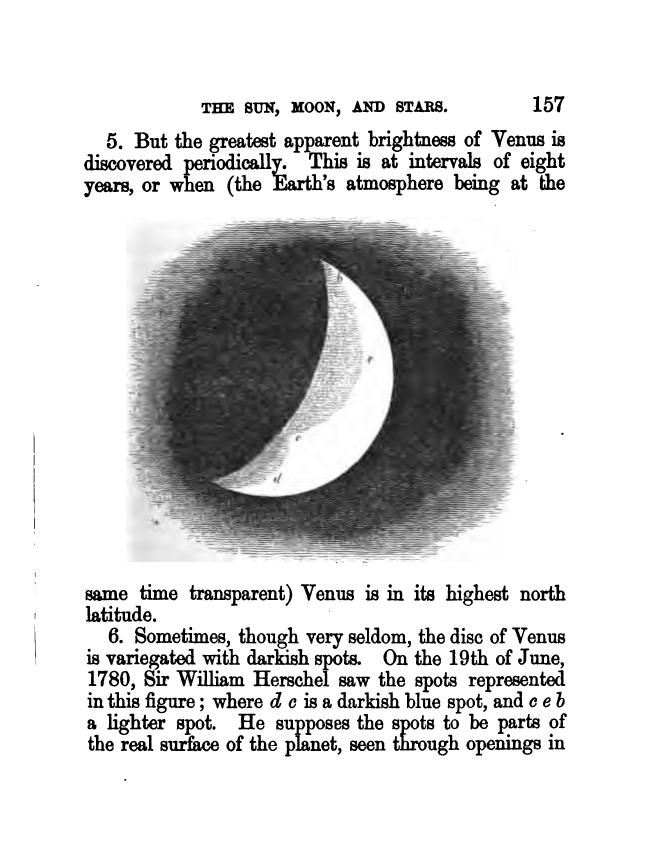 THE SUN, MOON, AND STARS. 157
5. But the greatest apparent brightness of Venus is
discovered periodically. This is at intervals of eight
years, or when (the Earth's atmosphere being at the
b
e
c
d
same time transparent) Venus is in its highest north
latitude.
6. Sometimes, though very seldom, the disc of Venus
is variegated with darkish spots. On the 19th of June,
1780, Sir William Herschel saw the spots represented
in this figure; where d c is a darkish blue spot, and c e b
a lighter spot. He supposes the spots to be parts of
the real surface of the planet, seen through openings in